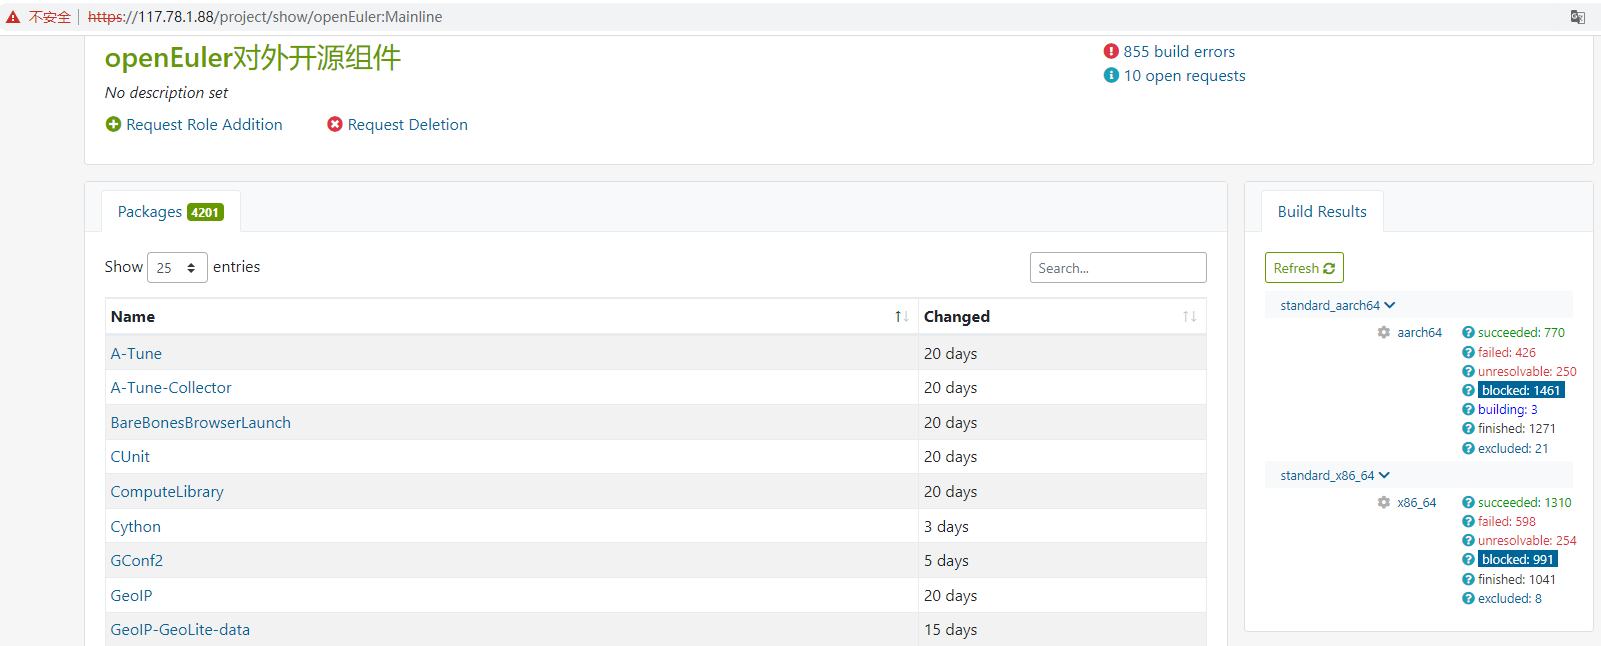 不安全 https://117.78.1.88/project/show/openEuler:Mainline
openEuler对外开源组件
No description set
Request Role Addition Request Deletion
855 build errors
10 open requests
Packages 4201
Show 25 entries
Search...
Name Changed
A-Tune 20 days
A-Tune-Collector 20 days
BareBonesBrowserLaunch 20 days
CUnit 20 days
ComputeLibrary 20 days
Cython 3 days
GConf2 5 days
GeoIP 20 days
GeoIP-GeoLite-data 15 days
Build Results
Refresh
standard_aarch64
aarch64 succeeded: 770
failed: 426
unresolvable: 250
blocked: 1461
building: 3
finished: 1271
excluded: 21
standard_x86_64
x86_64 succeeded: 1310
failed: 598
unresolvable: 254
blocked: 991
finished: 1041
excluded: 8